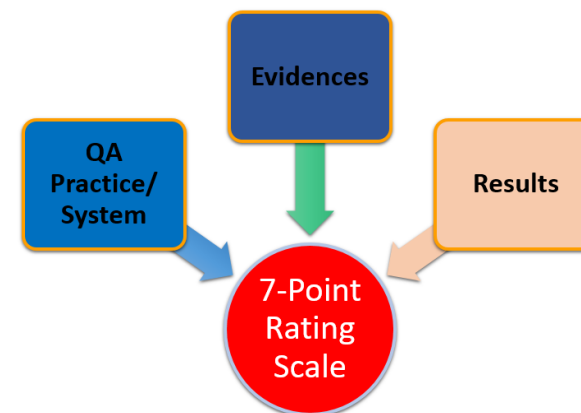 Evidences
QA
Practice/
System
Results
7-Point
Rating
Scale